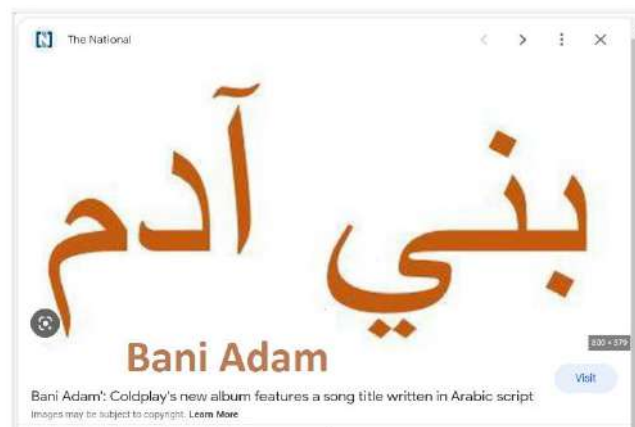 The National
بني آدم
800 × 579
Bani Adam
Visit
Bani Adam': Coldplay's new album features a song title written in Arabic script
Images may be subject to copyright. Learn More